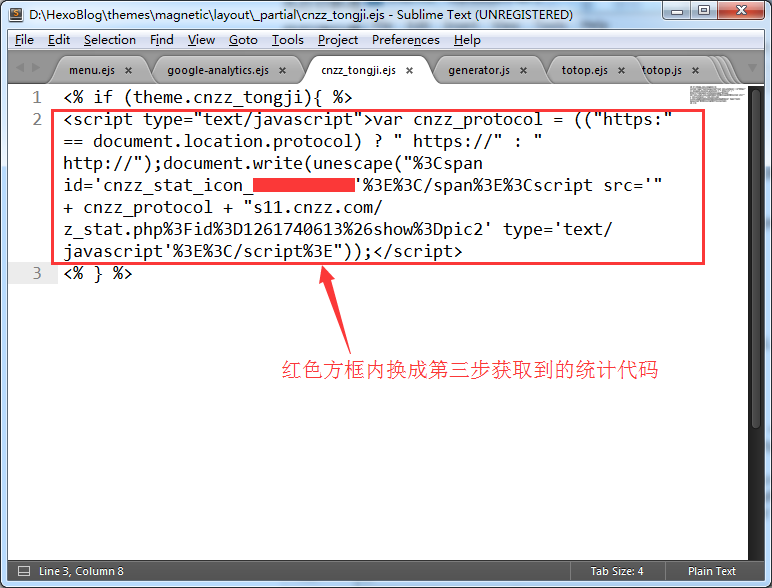 D:\HexoBlog\themes\magnetic\layout\_partial\cnzz_tongji.ejs - Sublime Text (UNREGISTERED)
File Edit Selection Find View Goto Tools Project Preferences Help
menu.ejs × google-analytics.ejs × cnzz_tongji.ejs × generator.js × totop.ejs × totop.js ×
1 <% if (theme.cnzz_tongji){ %>
2 <script type="text/javascript">var cnzz_protocol = (("https:"
== document.location.protocol) ? " https://" : "
http://");document.write(unescape("%3Cspan
id='cnzz_stat_icon_ '%3E%3C/span%3E%3Cscript src='"
+ cnzz_protocol + "s11.cnzz.com/
z_stat.php%3Fid%3D1261740613%26show%3Dpic2' type='text/
javascript'%3E%3C/script%3E"));</script>
3 <% } %>
红色方框内换成第三步获取到的统计代码
Line 3, Column 8 Tab Size: 4 Plain Text